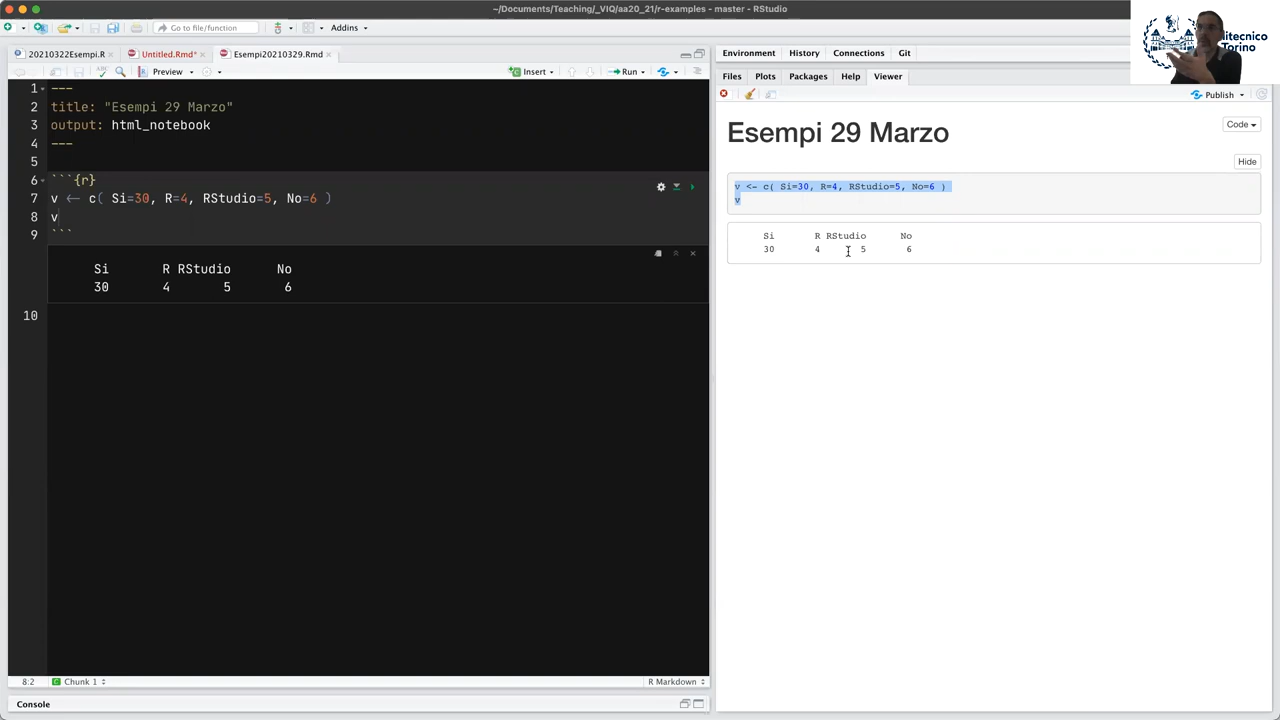 ~/Documents/Teaching/_VIQ/aa20_21/r-examples - master - RStudio
Go to file/function
Addins
20210322Esempi.R
Untitled.Rmd*
Esempi20210329.Rmd
Preview
Insert
Run
1 ---
2 title: "Esempi 29 Marzo"
3 output: html_notebook
4 ---
5
6 ```{r}
7 v <- c( Si=30, R=4, RStudio=5, No=6 )
8 v
9 ```
Si R RStudio No
30 4 5 6
10
8:2
Chunk 1
R Markdown
Console
Environment
History
Connections
Git
Files
Plots
Packages
Help
Viewer
Publish
Esempi 29 Marzo
Code
Hide
v <- c( Si=30, R=4, RStudio=5, No=6 )
v
Si R RStudio No
30 4 5 6
Torino